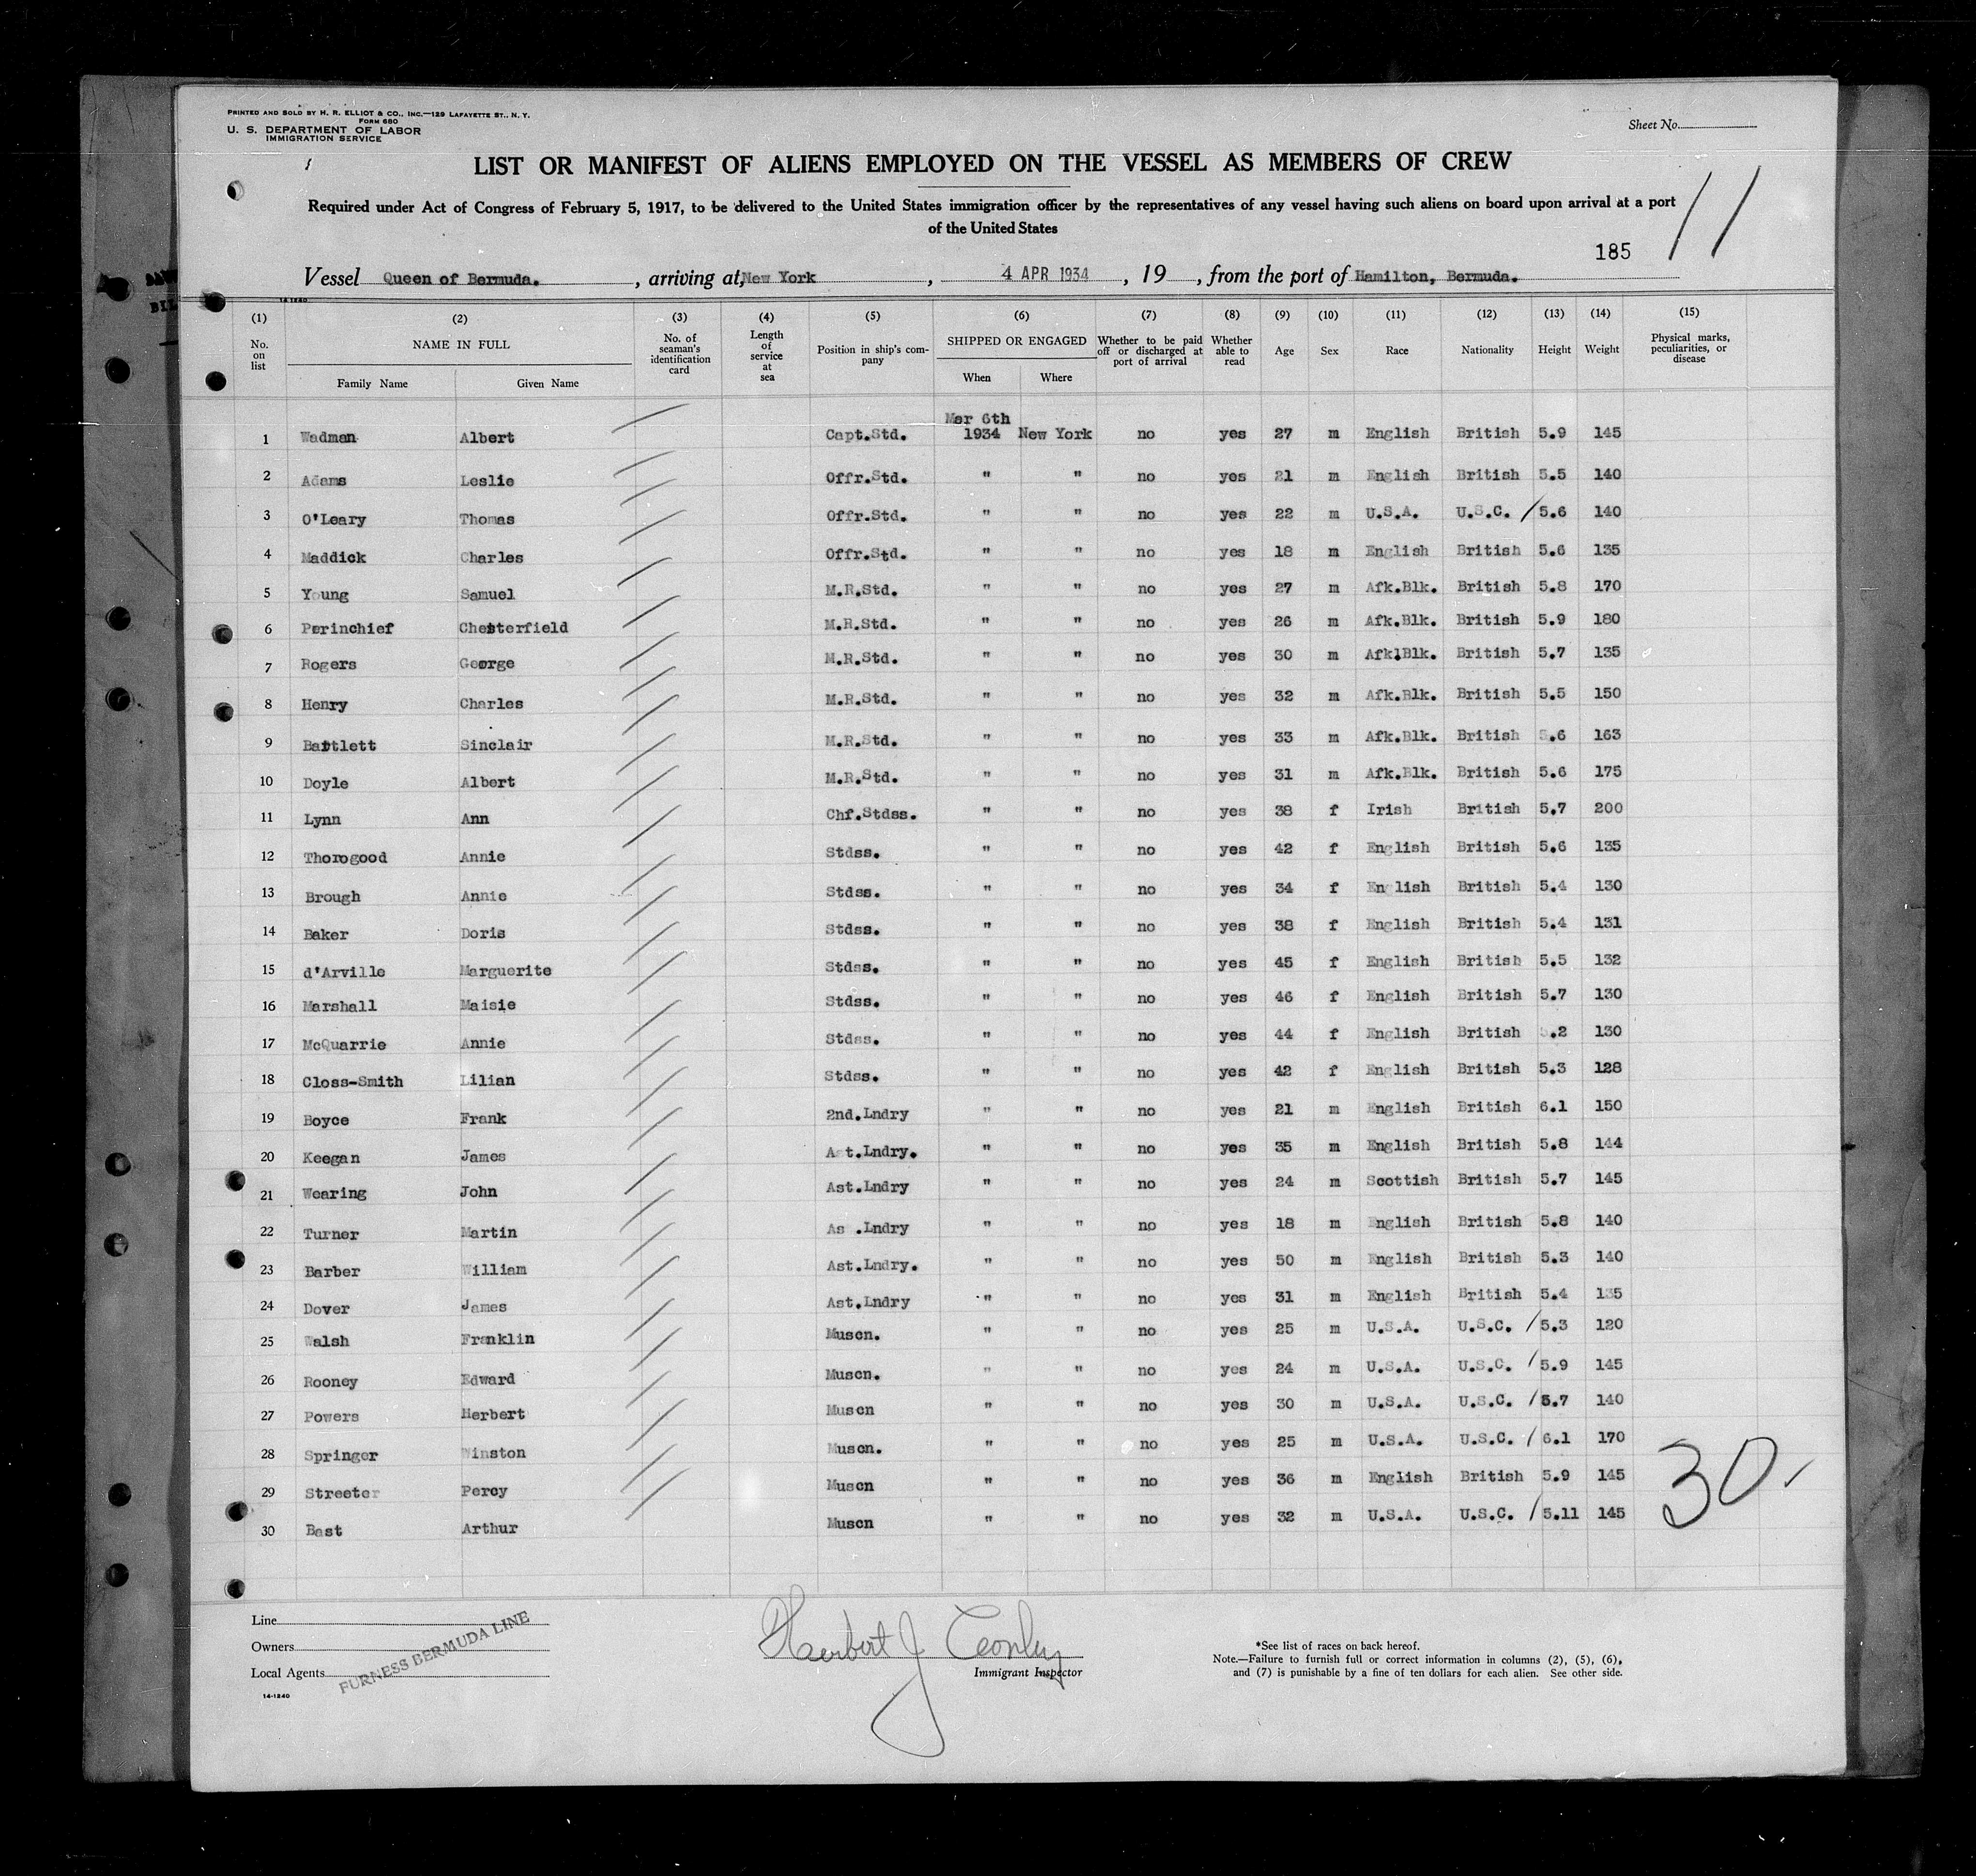 PRINTED AND SOLD BY H. R. ELLIOT & CO., INC.—129 LAFAYETTE ST., N. Y.
FORM 680
U. S. DEPARTMENT OF LABOR
IMMIGRATION SERVICE
Sheet No.
LIST OR MANIFEST OF ALIENS EMPLOYED ON THE VESSEL AS MEMBERS OF CREW
11
Required under Act of Congress of February 5, 1917, to be delivered to the United States immigration officer by the representatives of any vessel having such aliens on board upon arrival at a port
of the United States
185
Vessel Queen of Bermuda. , arriving at, New York , 4 APR 1934 , 19 , from the port of Hamilton, Bermuda.
14-1240
(1) (2) (3) (4) (5) (6) (7) (8) (9) (10) (11) (12) (13) (14) (15)
No. on list NAME IN FULL Family Name Given Name No. of seaman's identification card Length of service at sea Position in ship's company SHIPPED OR ENGAGED When Where Whether to be paid off or discharged at port of arrival Whether able to read Age Sex Race Nationality Height Weight Physical marks, peculiarities, or disease
Mar 6th
1 Wadman Albert Capt.Std. 1934 New York no yes 27 m English British 5.9 145
2 Adams Leslie Offr.Std. " " no yes 21 m English British 5.5 140
3 O'Leary Thomas Offr.Std. " " no yes 22 m U.S.A. U.S.C. / 5.6 140
4 Maddick Charles Offr.Std. " " no yes 18 m English British 5.6 135
5 Young Samuel M.R.Std. " " no yes 27 m Afk.Blk. British 5.8 170
6 Perinchief Chesterfield M.R.Std. " " no yes 26 m Afk.Blk. British 5.9 180
7 Rogers George M.R.Std. " " no yes 30 m Afk.Blk. British 5.7 135
8 Henry Charles M.R.Std. " " no yes 32 m Afk.Blk. British 5.5 150
9 Bartlett Sinclair M.R.Std. " " no yes 33 m Afk.Blk. British 5.6 163
10 Doyle Albert M.R.Std. " " no yes 31 m Afk.Blk. British 5.6 175
11 Lynn Ann Chf.Stdss. " " no yes 38 f Irish British 5.7 200
12 Thorogood Annie Stdss. " " no yes 42 f English British 5.6 135
13 Brough Annie Stdss. " " no yes 34 f English British 5.4 130
14 Baker Doris Stdss. " " no yes 38 f English British 5.4 131
15 d'Arville Marguerite Stdss. " " no yes 45 f English British 5.5 132
16 Marshall Maisie Stdss. " " no yes 46 f English British 5.7 130
17 McQuarrie Annie Stdss. " " no yes 44 f English British 5.2 130
18 Closs-Smith Lilian Stdss. " " no yes 42 f English British 5.3 128
19 Boyce Frank 2nd.Lndry " " no yes 21 m English British 6.1 150
20 Keegan James Ast.Lndry. " " no yes 35 m English British 5.8 144
21 Wearing John Ast.Lndry " " no yes 24 m Scottish British 5.7 145
22 Turner Martin As .Lndry " " no yes 18 m English British 5.8 140
23 Barber William Ast.Lndry. " " no yes 50 m English British 5.3 140
24 Dover James Ast.Lndry " " no yes 31 m English British 5.4 135
25 Walsh Franklin Muscn. " " no yes 25 m U.S.A. U.S.C. / 5.3 120
26 Rooney Edward Muscn. " " no yes 24 m U.S.A. U.S.C. / 5.9 145
27 Powers Herbert Muscn " " no yes 30 m U.S.A. U.S.C. / 5.7 140
28 Springer Winston Muscn. " " no yes 25 m U.S.A. U.S.C. / 6.1 170
29 Streeter Percy Muscn " " no yes 36 m English British 5.9 145
30 Bast Arthur Muscn " " no yes 32 m U.S.A. U.S.C. / 5.11 145
30.
Line
Owners
Local Agents
FURNESS BERMUDA LINE
14-1240
Herbert J
Immigrant Inspector
*See list of races on back hereof.
Note.—Failure to furnish full or correct information in columns (2), (5), (6),
and (7) is punishable by a fine of ten dollars for each alien. See other side.